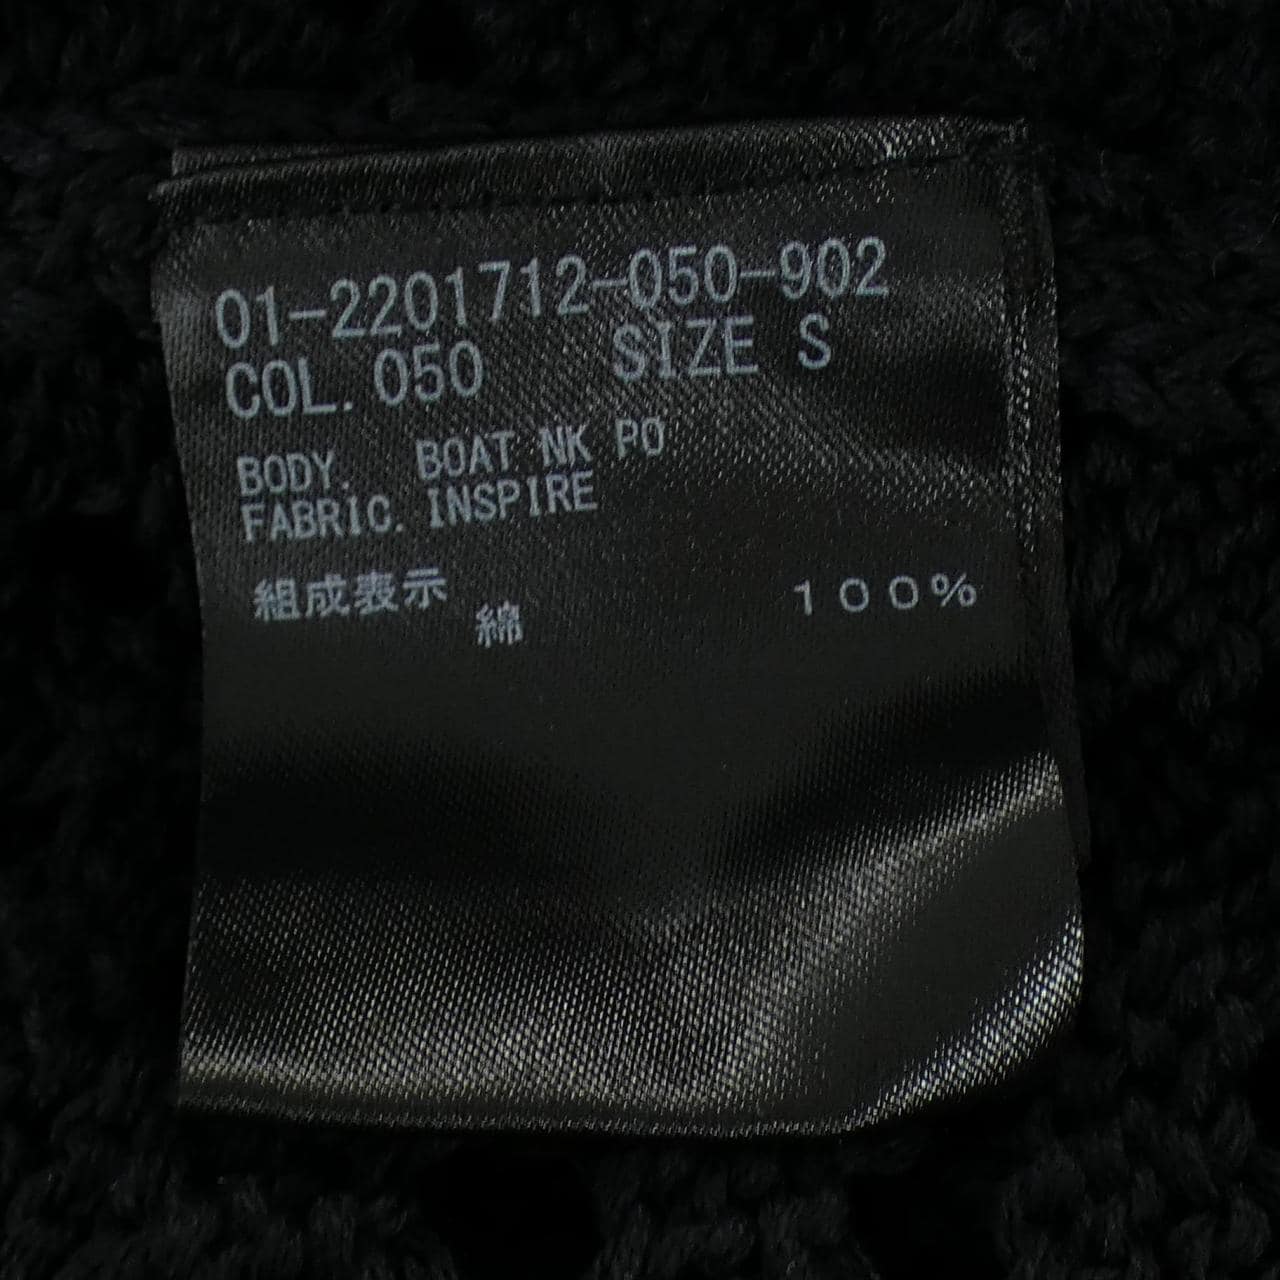 01-2201712-050-902
COL. 050 SIZE S
BODY. BOAT NK PO
FABRIC. INSPIRE
組成表示
綿 １００％